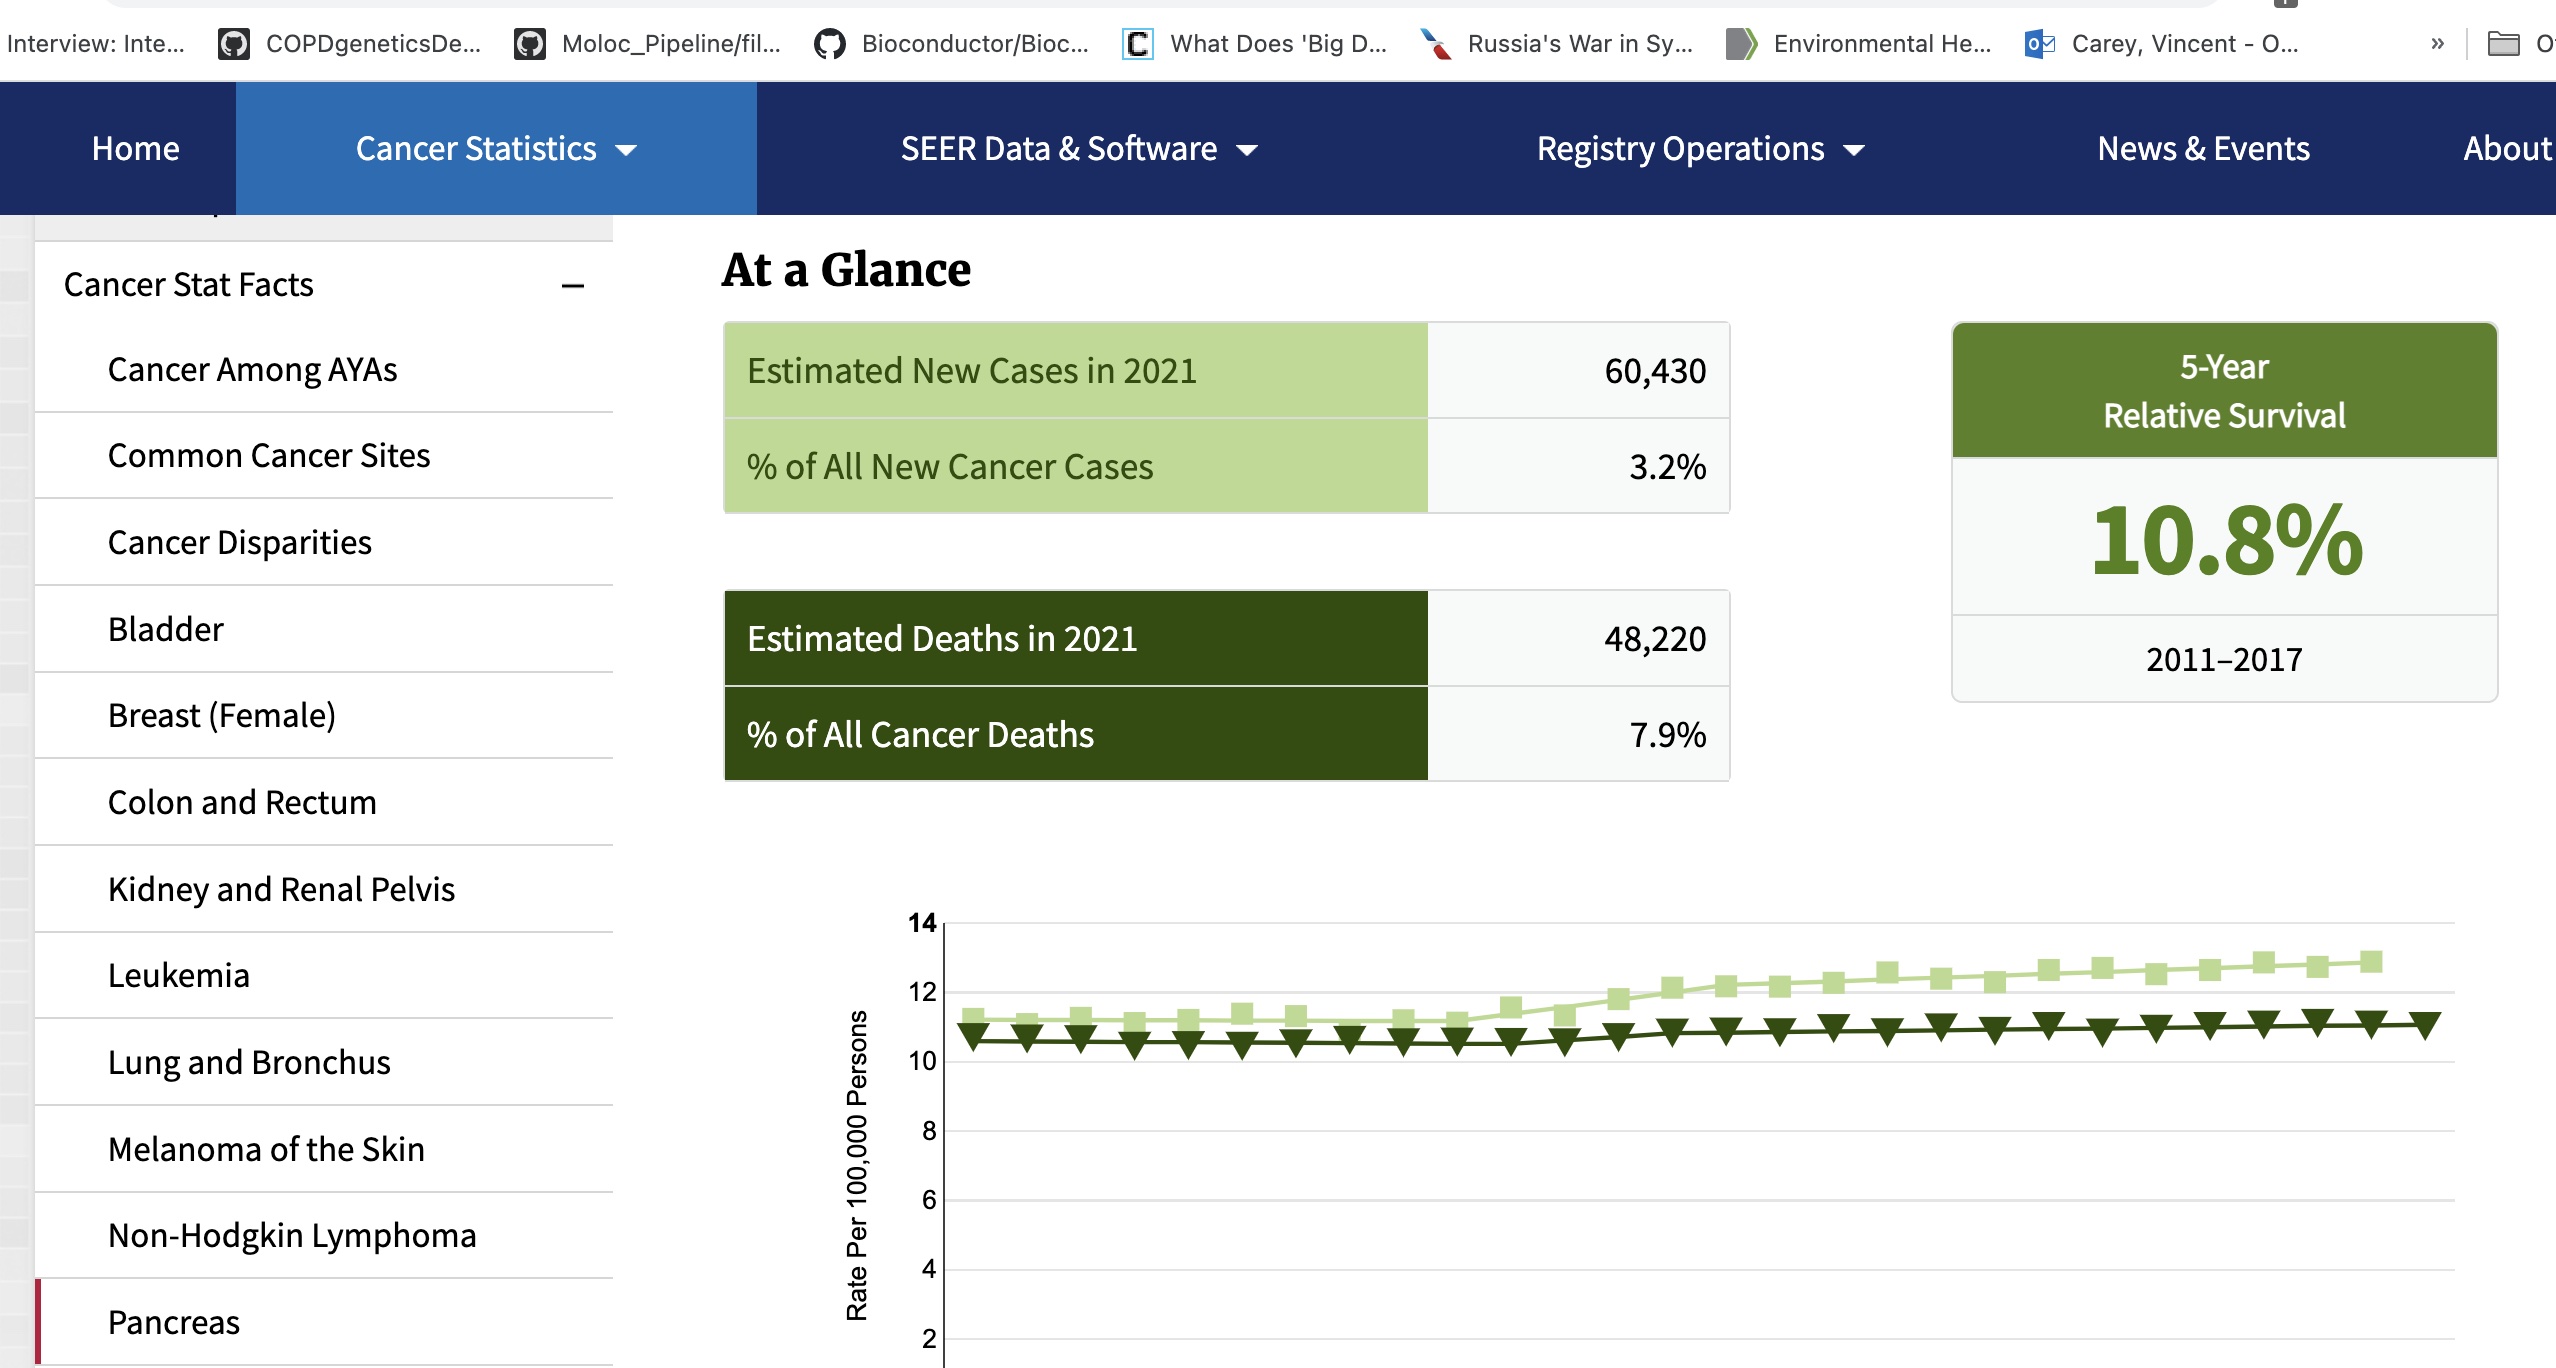 Interview: Inte...
COPDgeneticsDe...
Moloc_Pipeline/fil...
Bioconductor/Bioc...
What Does 'Big D...
Russia's War in Sy...
Environmental He...
Carey, Vincent - O...
»
Home
Cancer Statistics
SEER Data & Software
Registry Operations
News & Events
About
Cancer Stat Facts
Cancer Among AYAs
Common Cancer Sites
Cancer Disparities
Bladder
Breast (Female)
Colon and Rectum
Kidney and Renal Pelvis
Leukemia
Lung and Bronchus
Melanoma of the Skin
Non-Hodgkin Lymphoma
Pancreas
At a Glance
Estimated New Cases in 2021 60,430
% of All New Cancer Cases 3.2%
Estimated Deaths in 2021 48,220
% of All Cancer Deaths 7.9%
5-Year
Relative Survival
10.8%
2011–2017
Rate Per 100,000 Persons
14
12
10
8
6
4
2